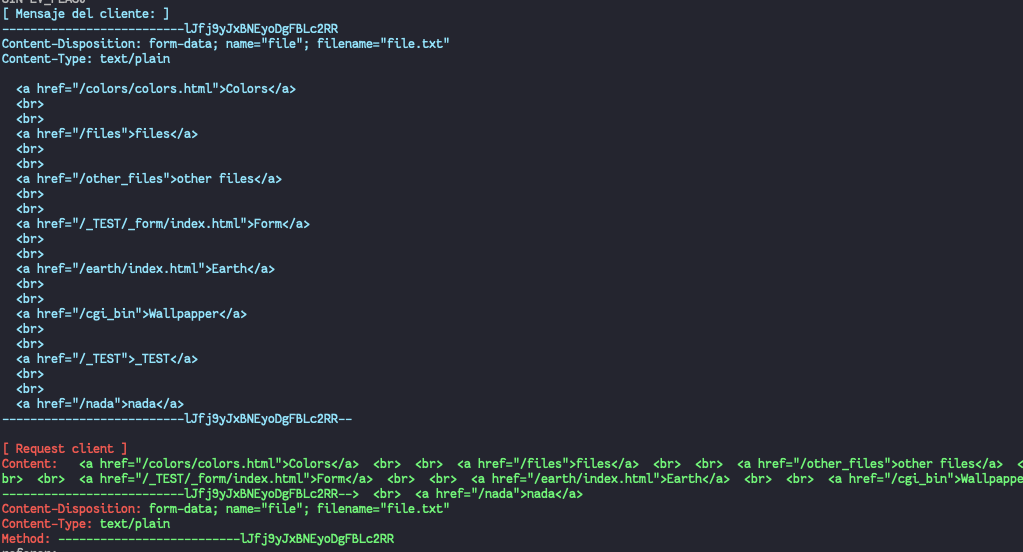 [ Mensaje del cliente: ]
--------------------------lJfj9yJxBNEyoDgFBLc2RR
Content-Disposition: form-data; name="file"; filename="file.txt"
Content-Type: text/plain
<a href="/colors/colors.html">Colors</a>
<br>
<br>
<a href="/files">files</a>
<br>
<br>
<a href="/other_files">other files</a>
<br>
<br>
<a href="/_TEST/_form/index.html">Form</a>
<br>
<br>
<a href="/earth/index.html">Earth</a>
<br>
<br>
<a href="/cgi_bin">Wallpapper</a>
<br>
<br>
<a href="/_TEST">_TEST</a>
<br>
<br>
<a href="/nada">nada</a>
--------------------------lJfj9yJxBNEyoDgFBLc2RR--
[ Request client ]
Content:   <a href="/colors/colors.html">Colors</a>  <br>  <br>  <a href="/files">files</a>  <br>  <br>  <a href="/other_files">other files</a>  <
br>  <br>  <a href="/_TEST/_form/index.html">Form</a>  <br>  <br>  <a href="/earth/index.html">Earth</a>  <br>  <br>  <a href="/cgi_bin">Wallpappe
--------------------------lJfj9yJxBNEyoDgFBLc2RR-->  <br>  <a href="/nada">nada</a>
Content-Disposition: form-data; name="file"; filename="file.txt"
Content-Type: text/plain
Method: --------------------------lJfj9yJxBNEyoDgFBLc2RR